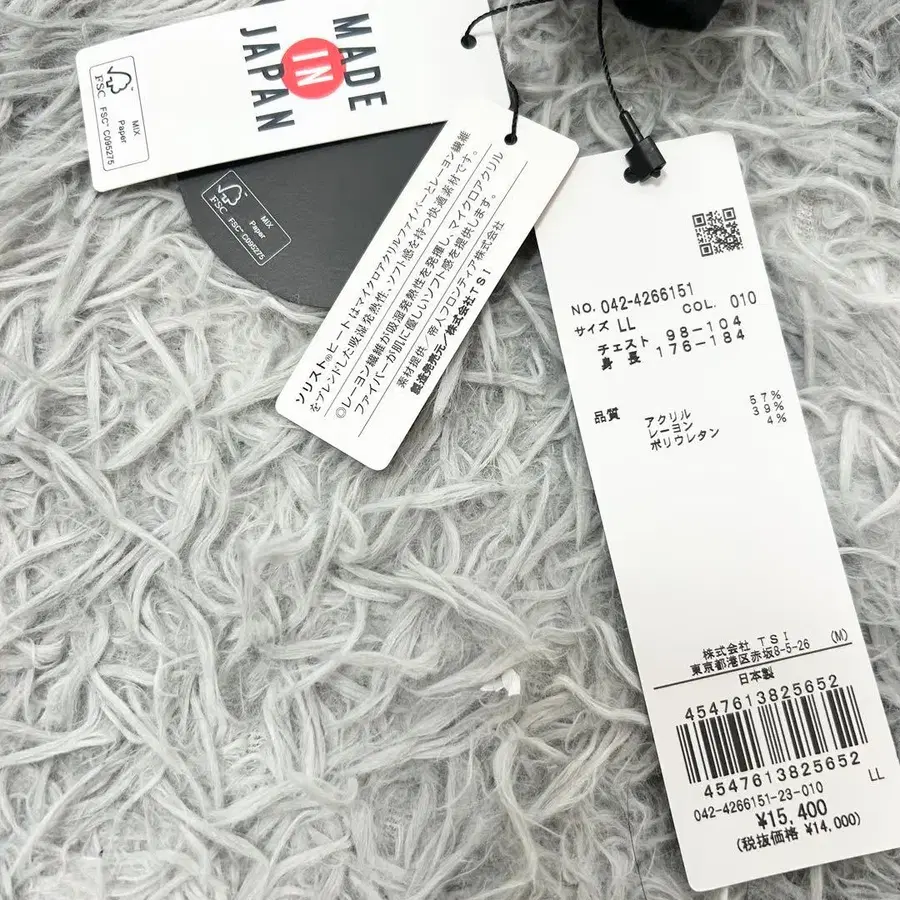 MADE
IN
JAPAN
FSC
MIX
Paper
FSC™ C095275
FSC
MIX
Paper
FSC™ C095275
ソリスト®ヒートはマイクロアクリルファイバーとレーヨン繊維
をブレンドした吸湿発熱性、ソフト感を持つ快適素材です。
◎レーヨン繊維が吸湿発熱性を発揮し、マイクロアクリル
ファイバーが肌に優しいソフト感を提供します。
素材提供 帝人フロンティア株式会社
製造発売元／株式会社TSI
NO. 042-4266151
COL. 010
サイズ LL
チェスト 98-104
身長 176-184
品質
アクリル 57%
レーヨン 39%
ポリウレタン 4%
株式会社 TSI
東京都港区赤坂8-5-26 (M)
日本製
4547613825652
4547613825652
LL
042-4266151-23-010
¥15,400
(税抜価格 ¥14,000)